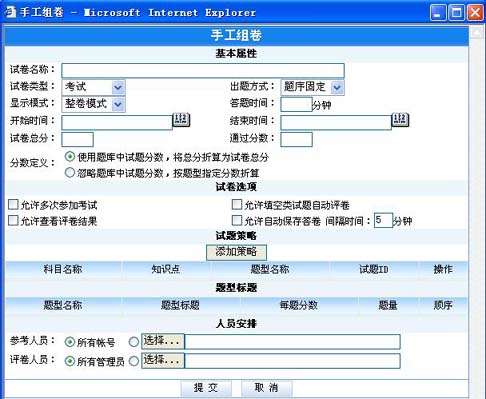 手工组卷 - Microsoft Internet Explorer
手工组卷
基本属性
试卷名称：
试卷类型： 考试 出题方式： 题序固定
显示模式： 整卷模式 答题时间： 分钟
开始时间： 结束时间：
试卷总分： 通过分数：
分数定义： 使用题库中试题分数，将总分折算为试卷总分
忽略题库中试题分数，按题型指定分数折算
试卷选项
允许多次参加考试 允许填空类试题自动评卷
允许查看评卷结果 允许自动保存答卷 间隔时间： 5 分钟
试题策略
添加策略
科目名称 知识点 题型名称 试题ID 操作
题型标题
题型名称 题型标题 每题分数 题量 顺序
人员安排
参考人员： 所有帐号 选择...
评卷人员： 所有管理员 选择...
提 交 取 消